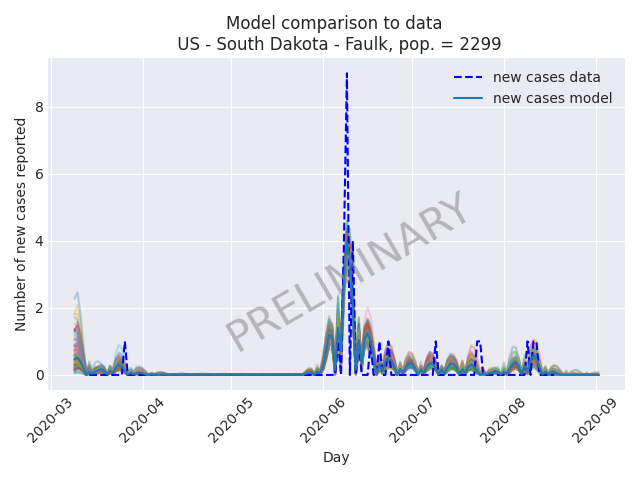 Model comparison to data
US - South Dakota - Faulk, pop. = 2299
new cases data
new cases model
Number of new cases reported
8
6
4
2
0
PRELIMINARY
2020-03
2020-04
2020-05
2020-06
2020-07
2020-08
2020-09
Day